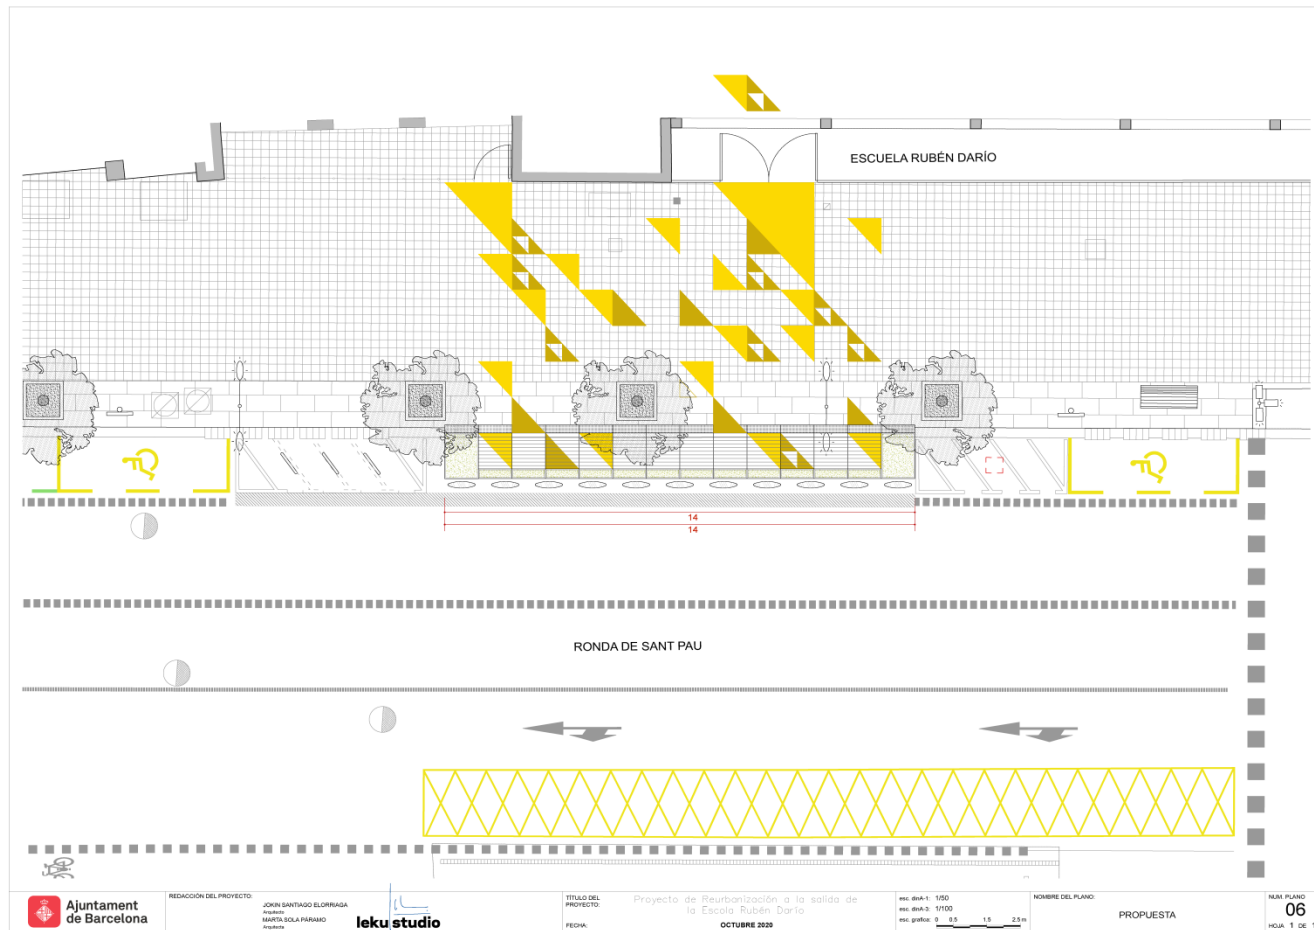 ESCUELA RUBÉN DARÍO
14
14
RONDA DE SANT PAU
Ajuntament
de Barcelona
REDACCIÓN DEL PROYECTO:
JOKIN SANTIAGO ELORRIAGA
Arquitecto
MARTA SOLA PÁRAMO
Arquitecta
leku studio
TÍTULO DEL
PROYECTO:
Proyecto de Reurbanización a la salida de
la Escola Rubén Darío
FECHA:
OCTUBRE 2020
esc. dinA-1: 1/50
esc. dinA-3: 1/100
esc. grafica: 0 0.5 1.5 2.5 m
NOMBRE DEL PLANO:
PROPUESTA
NUM. PLANO
06
HOJA 1 DE